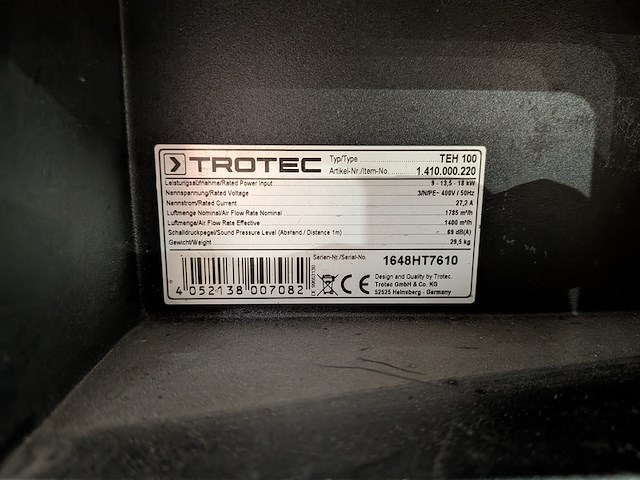 TROTEC
Typ/Type TEH 100
Artikel-Nr./Item-No. 1.410.000.220
Leistungsaufnahme/Rated Power Input 9 - 13,5 - 18 kW
Nennspannung/Rated Voltage 3/N/PE~ 400V / 50Hz
Nennstrom/Rated Current 27,2 A
Luftmenge Nominal/Air Flow Rate Nominal 1785 m³/h
Luftmenge/Air Flow Rate Effective 1400 m³/h
Schalldruckpegel/Sound Pressure Level (Abstand / Distance 1m) 69 dB(A)
Gewicht/Weight 29,5 kg
Serien-Nr./Serial-No. 1648HT7610
4 052138 007082
CE
Design and Quality by Trotec.
Trotec GmbH & Co. KG
52525 Heinsberg - Germany